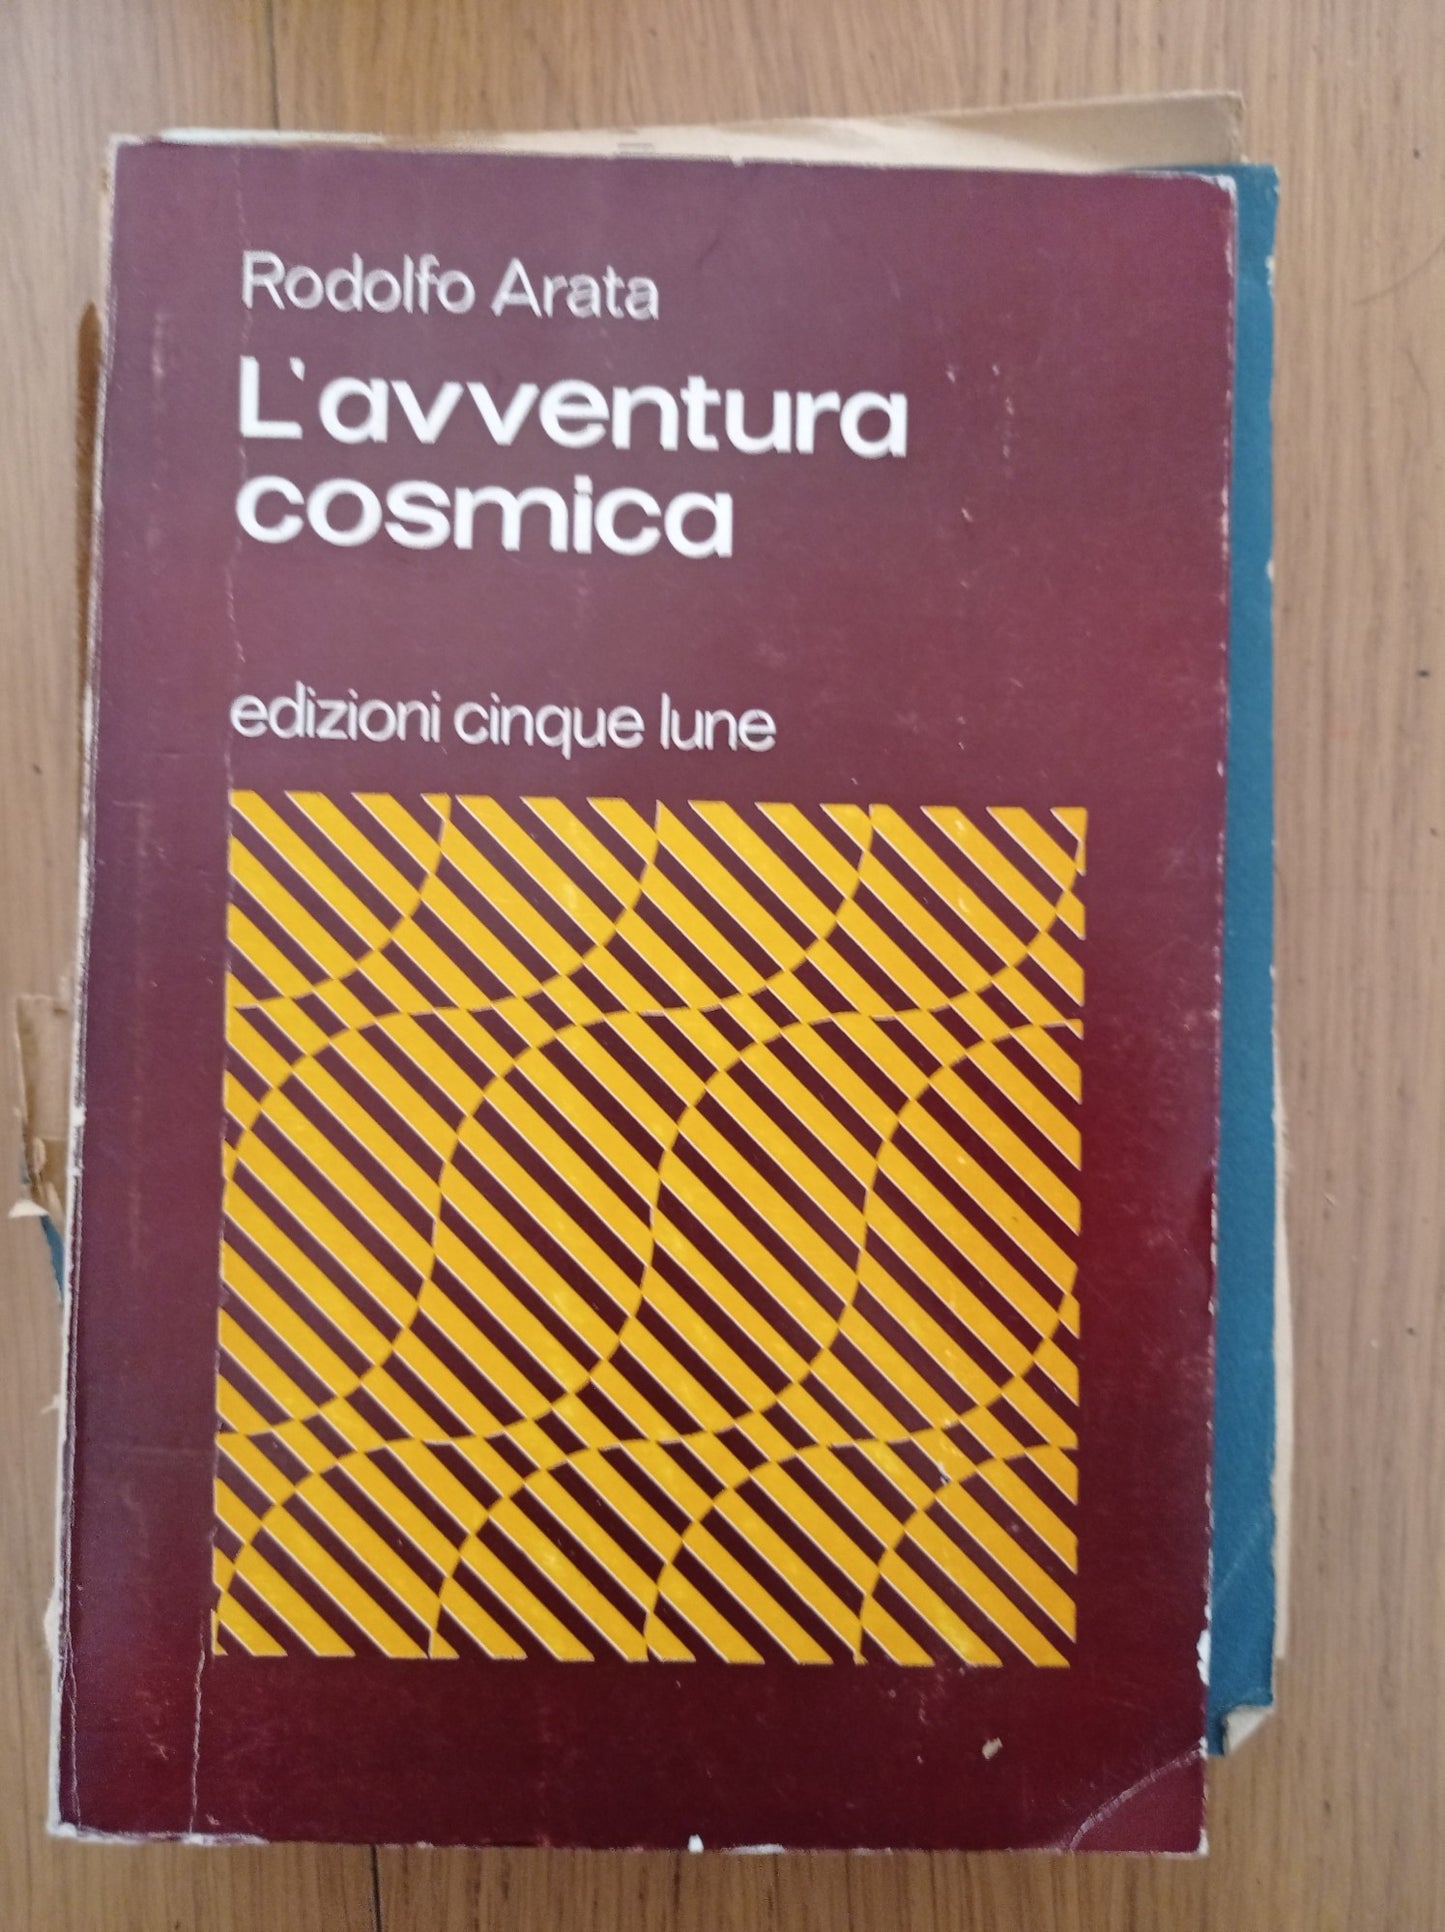 Rodolfo Arata
L'avventura
cosmica
edizioni cinque lune